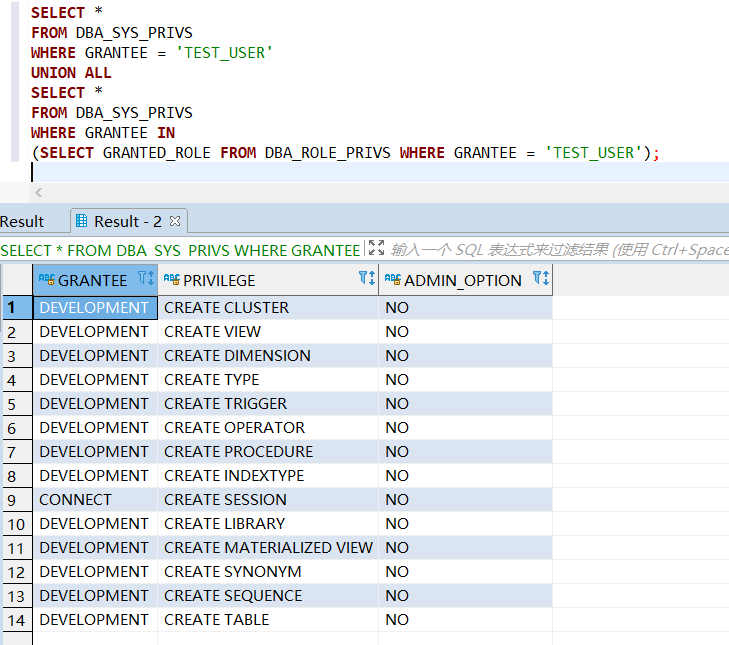 SELECT *
FROM DBA_SYS_PRIVS
WHERE GRANTEE = 'TEST_USER'
UNION ALL
SELECT *
FROM DBA_SYS_PRIVS
WHERE GRANTEE IN
(SELECT GRANTED_ROLE FROM DBA_ROLE_PRIVS WHERE GRANTEE = 'TEST_USER');
Result Result - 2
SELECT * FROM DBA_SYS_PRIVS WHERE GRANTEE 输入一个 SQL 表达式来过滤结果 (使用 Ctrl+Space
GRANTEE PRIVILEGE ADMIN_OPTION
1 DEVELOPMENT CREATE CLUSTER NO
2 DEVELOPMENT CREATE VIEW NO
3 DEVELOPMENT CREATE DIMENSION NO
4 DEVELOPMENT CREATE TYPE NO
5 DEVELOPMENT CREATE TRIGGER NO
6 DEVELOPMENT CREATE OPERATOR NO
7 DEVELOPMENT CREATE PROCEDURE NO
8 DEVELOPMENT CREATE INDEXTYPE NO
9 CONNECT CREATE SESSION NO
10 DEVELOPMENT CREATE LIBRARY NO
11 DEVELOPMENT CREATE MATERIALIZED VIEW NO
12 DEVELOPMENT CREATE SYNONYM NO
13 DEVELOPMENT CREATE SEQUENCE NO
14 DEVELOPMENT CREATE TABLE NO